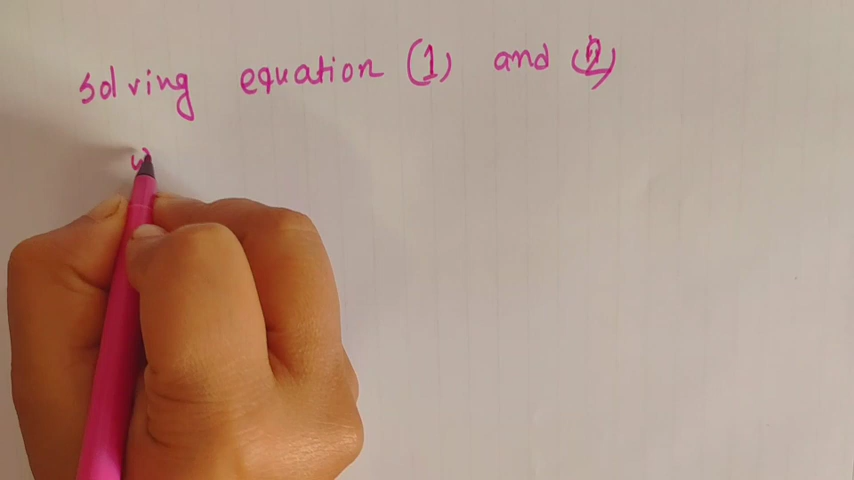 solving equation (1) and (2)